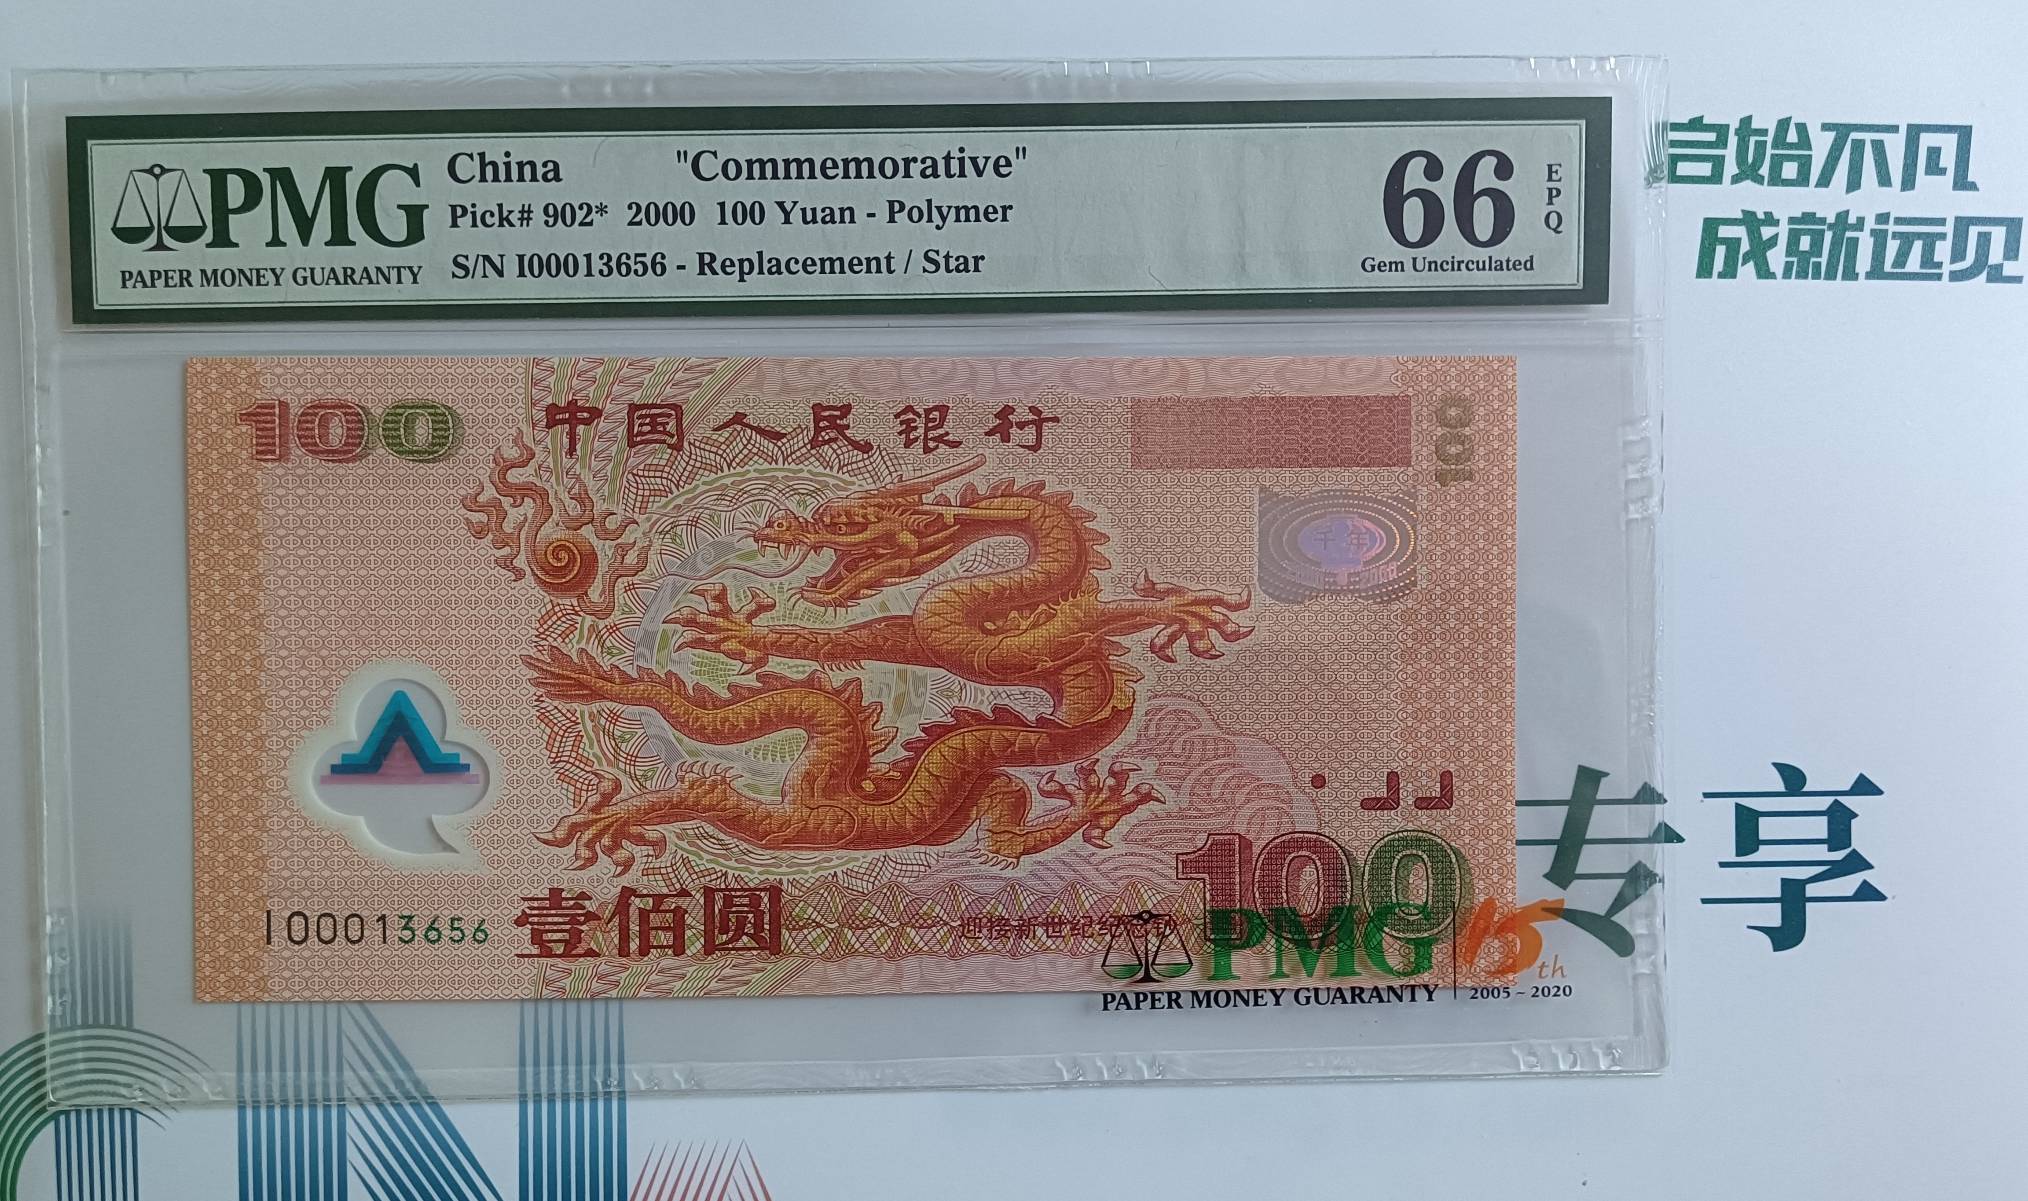 PMG
PAPER MONEY GUARANTY
China "Commemorative"
Pick# 902* 2000 100 Yuan - Polymer
S/N I00013656 - Replacement / Star
66
EPQ
Gem Uncirculated
启始不凡
成就远见
100
中国人民银行
100
千年
2000
I00013656
壹佰圆
迎接新世纪纪念钞
100
PMG
PAPER MONEY GUARANTY
15th
2005 ~ 2020
专享